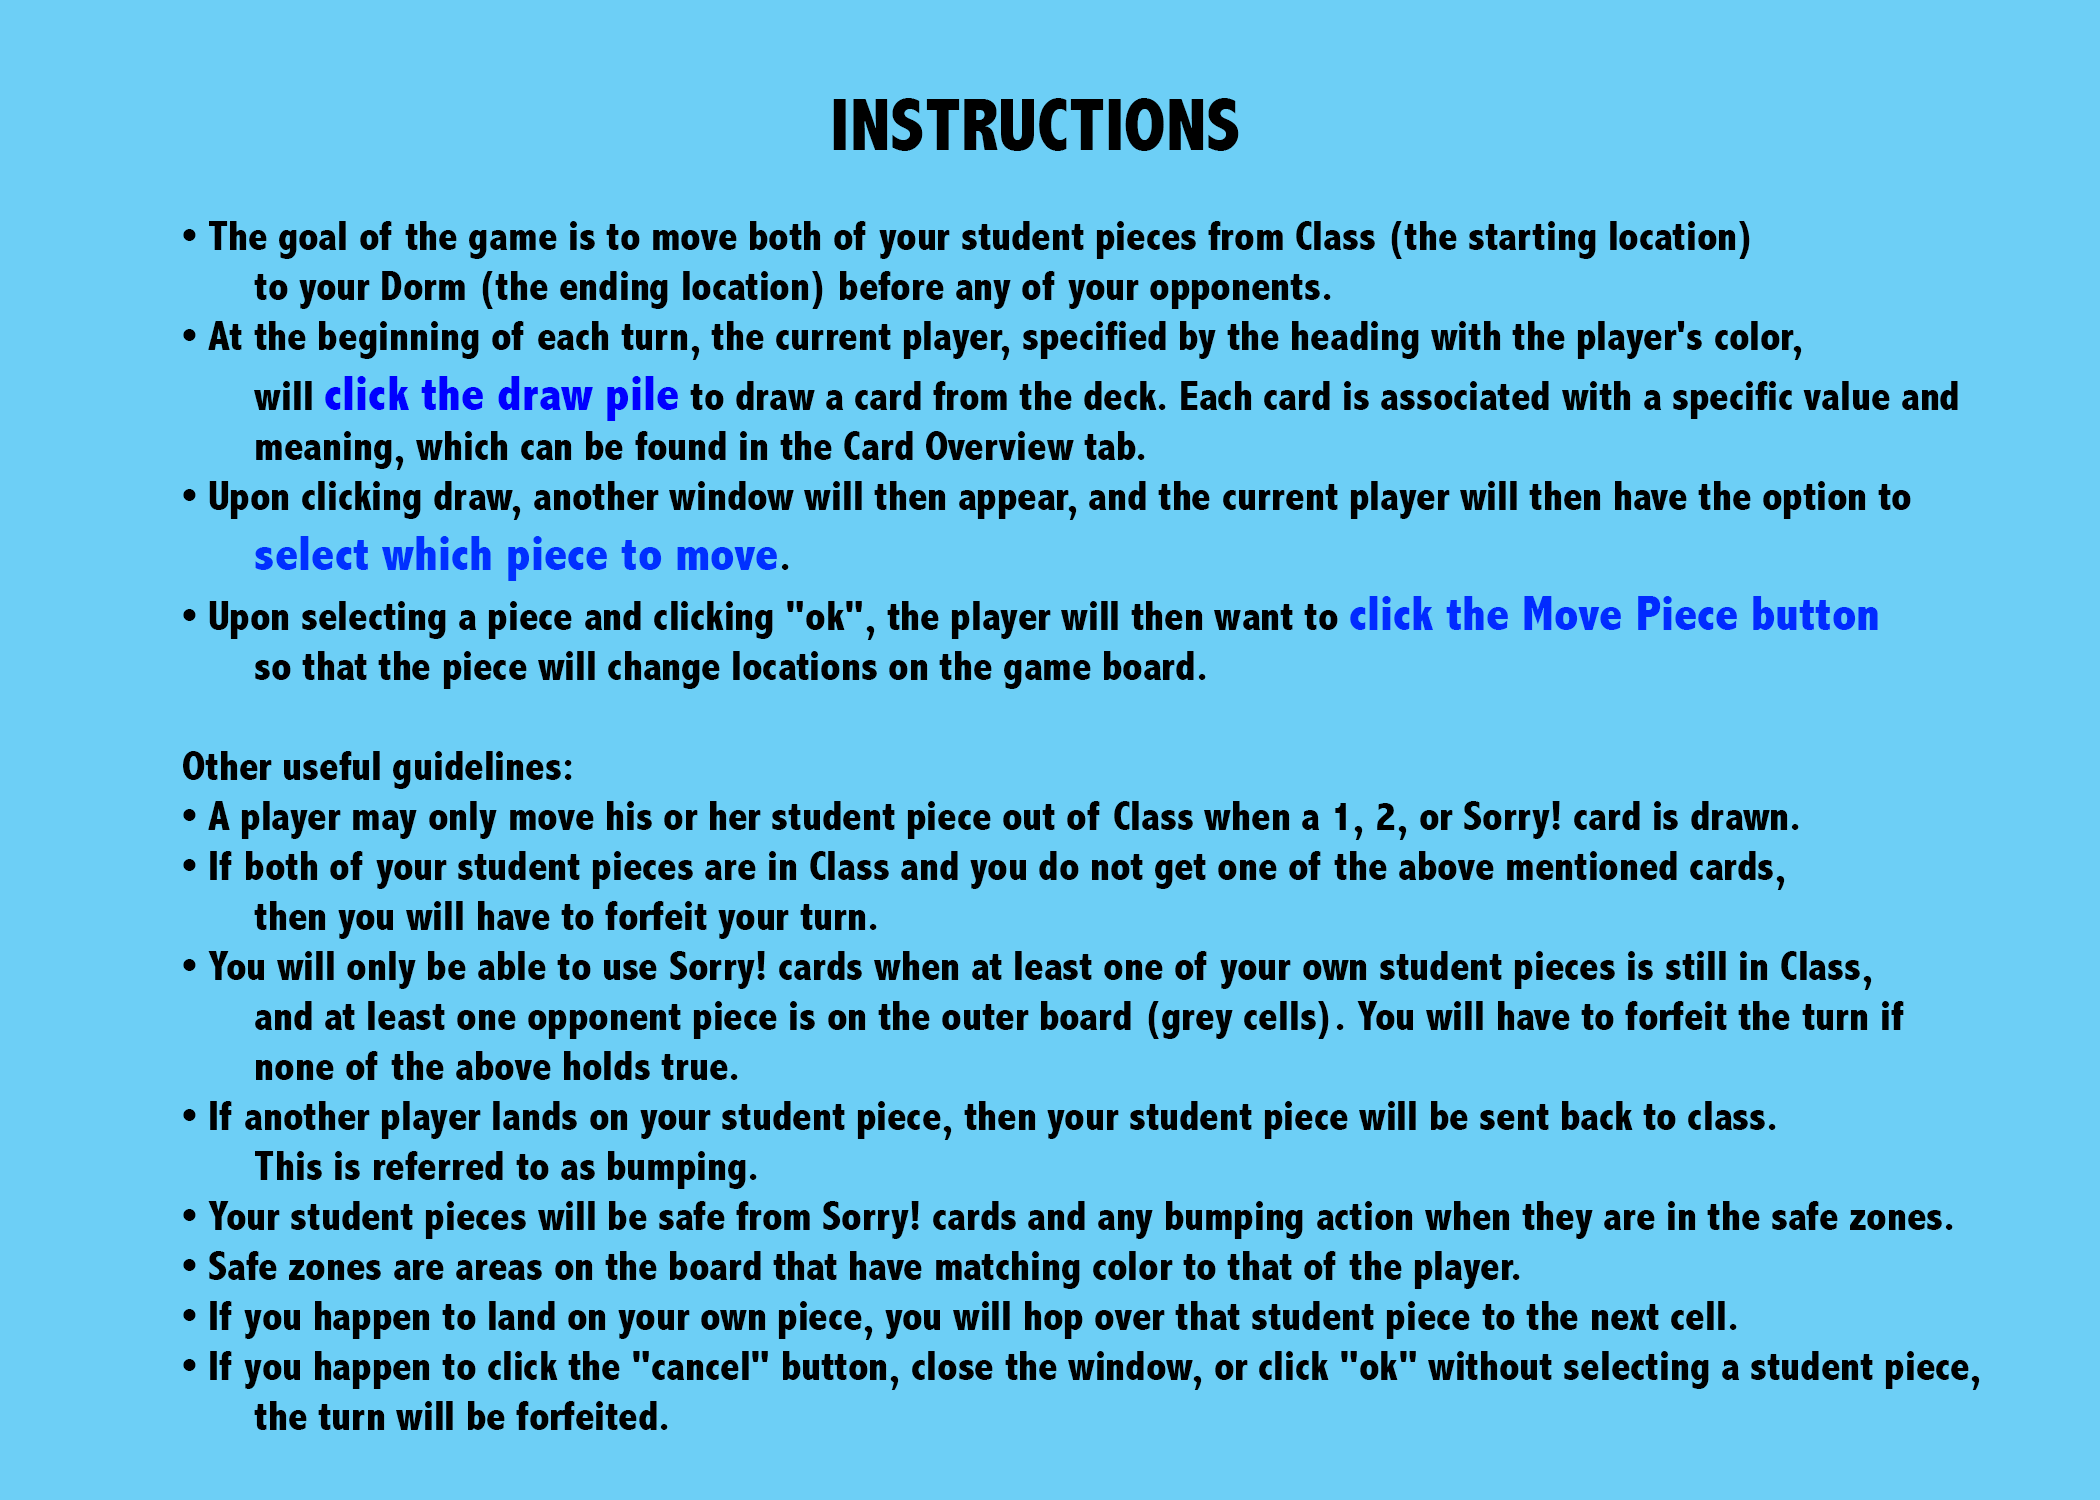 INSTRUCTIONS
• The goal of the game is to move both of your student pieces from Class (the starting location)
to your Dorm (the ending location) before any of your opponents.
• At the beginning of each turn, the current player, specified by the heading with the player's color,
will click the draw pile to draw a card from the deck. Each card is associated with a specific value and
meaning, which can be found in the Card Overview tab.
• Upon clicking draw, another window will then appear, and the current player will then have the option to
select which piece to move.
• Upon selecting a piece and clicking "ok", the player will then want to click the Move Piece button
so that the piece will change locations on the game board.
Other useful guidelines:
• A player may only move his or her student piece out of Class when a 1, 2, or Sorry! card is drawn.
• If both of your student pieces are in Class and you do not get one of the above mentioned cards,
then you will have to forfeit your turn.
• You will only be able to use Sorry! cards when at least one of your own student pieces is still in Class,
and at least one opponent piece is on the outer board (grey cells). You will have to forfeit the turn if
none of the above holds true.
• If another player lands on your student piece, then your student piece will be sent back to class.
This is referred to as bumping.
• Your student pieces will be safe from Sorry! cards and any bumping action when they are in the safe zones.
• Safe zones are areas on the board that have matching color to that of the player.
• If you happen to land on your own piece, you will hop over that student piece to the next cell.
• If you happen to click the "cancel" button, close the window, or click "ok" without selecting a student piece,
the turn will be forfeited.